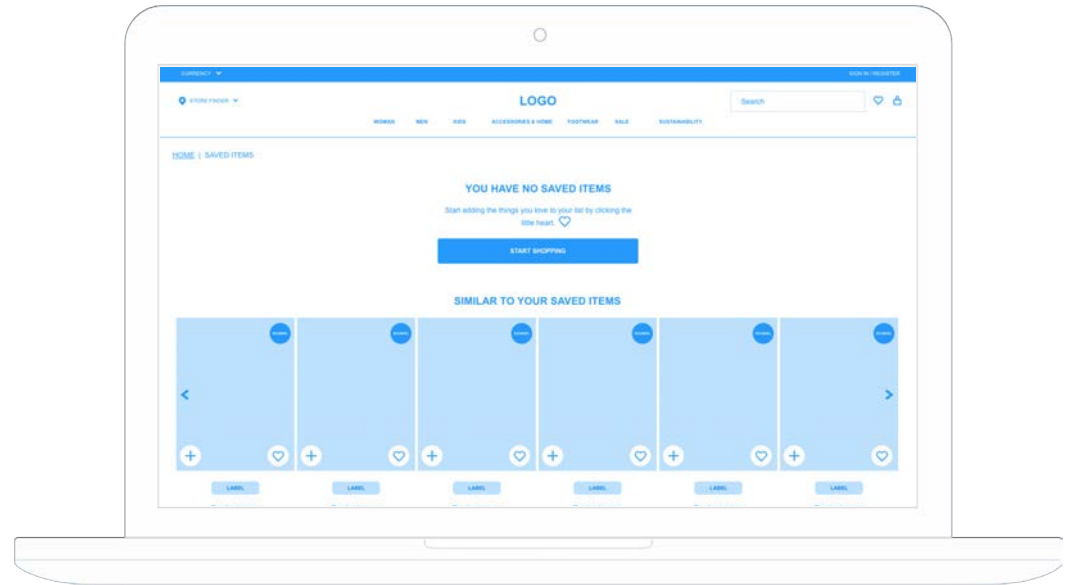 CURRENCY
SIGN IN / REGISTER
STORE FINDER
LOGO
Search
WOMAN MEN KIDS ACCESSORIES & HOME FOOTWEAR SALE SUSTAINABILITY
HOME | SAVED ITEMS
YOU HAVE NO SAVED ITEMS
Start adding the things you love to your list by clicking the
little heart.
START SHOPPING
SIMILAR TO YOUR SAVED ITEMS
LABEL LABEL LABEL LABEL LABEL LABEL